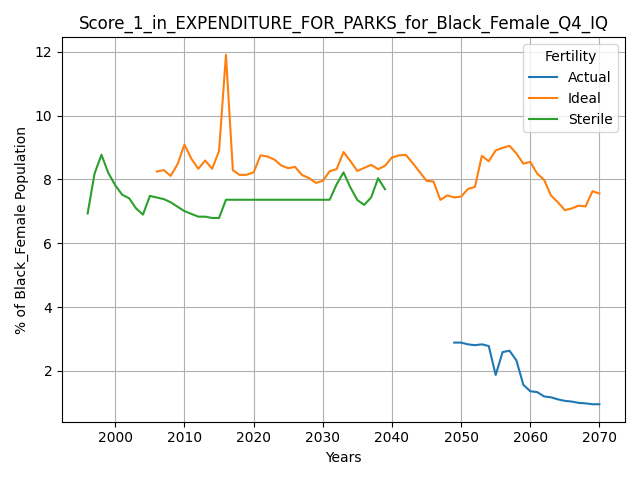 Score_1_in_EXPENDITURE_FOR_PARKS_for_Black_Female_Q4_IQ
% of Black_Female Population
12
10
8
6
4
2
Fertility
Actual
Ideal
Sterile
2000 2010 2020 2030 2040 2050 2060 2070
Years